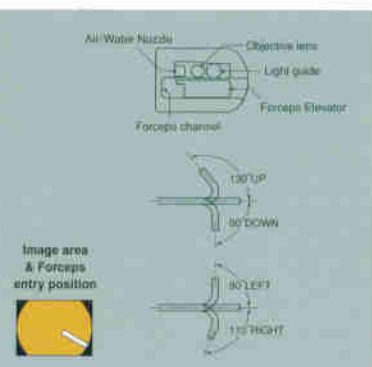 Air/Water Nozzle
Objective lens
Light guide
Forceps Elevator
Forceps channel
130°UP
90°DOWN
Image area
& Forceps
entry position
90°LEFT
110°RIGHT